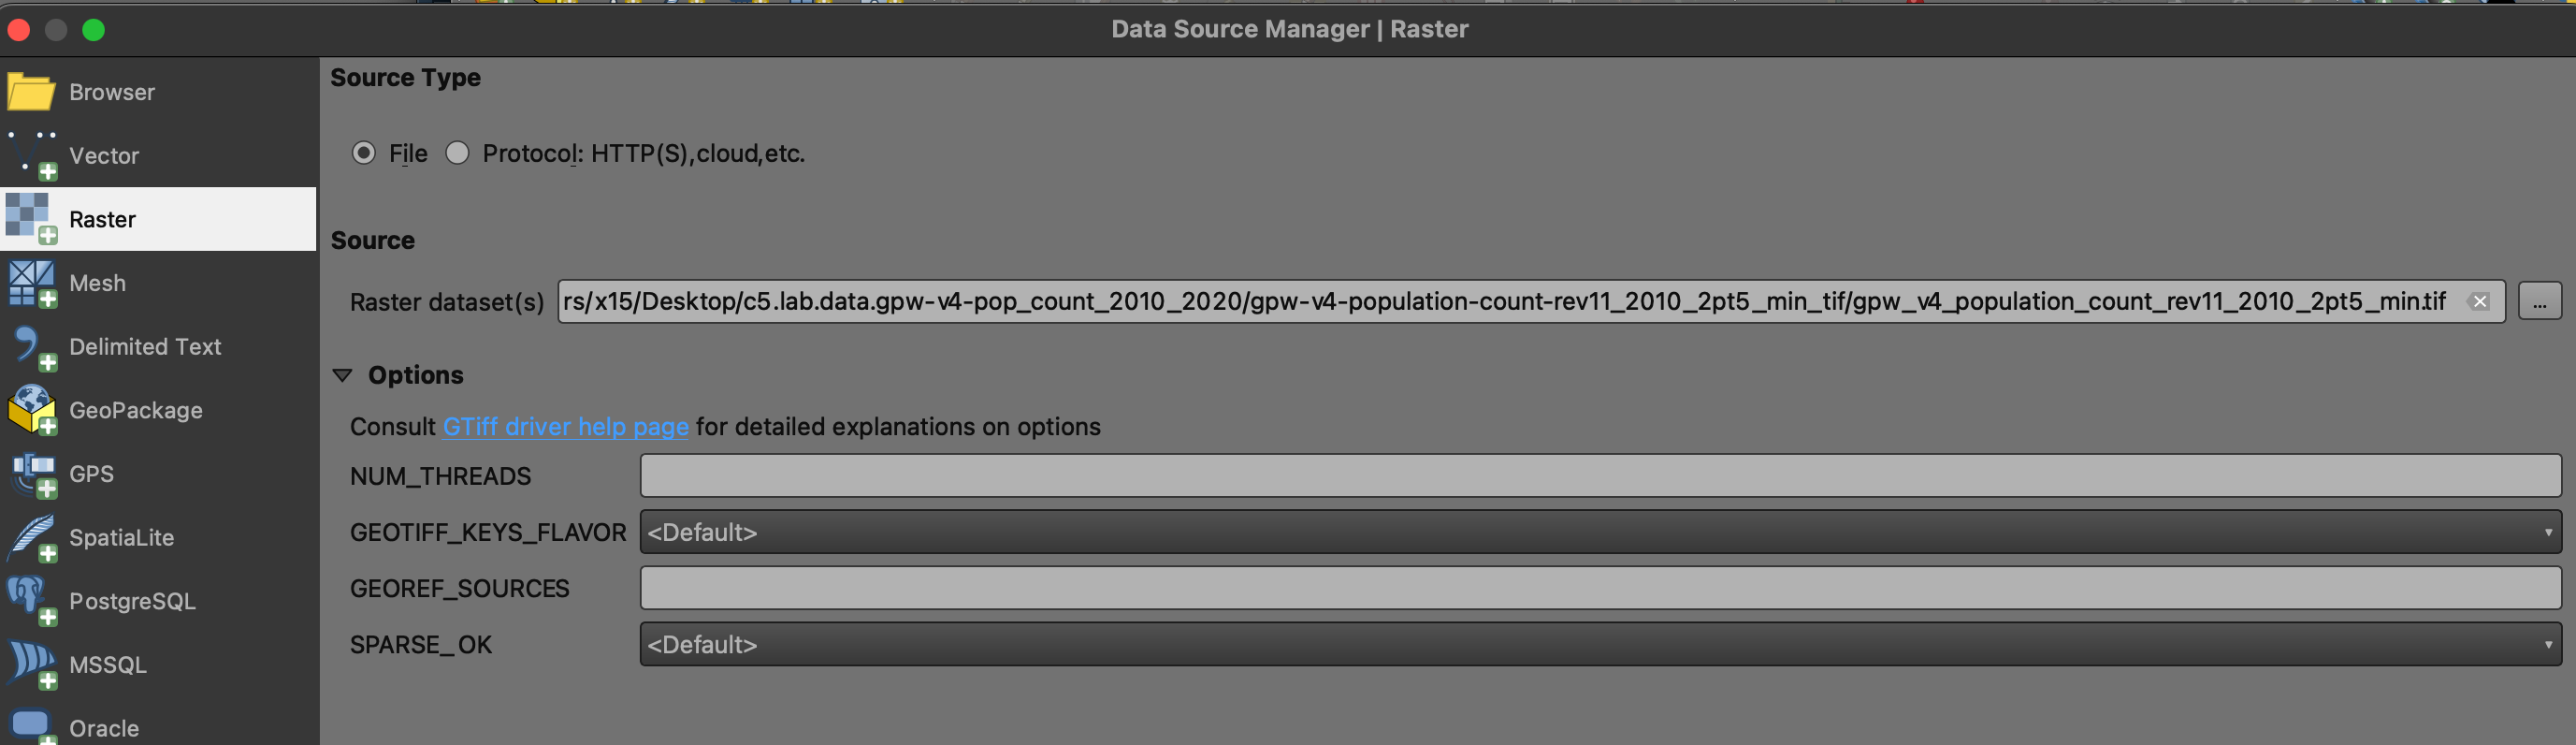 Data Source Manager | Raster
Browser
Vector
Raster
Mesh
Delimited Text
GeoPackage
GPS
SpatiaLite
PostgreSQL
MSSQL
Oracle
Source Type
File
Protocol: HTTP(S),cloud,etc.
Source
Raster dataset(s) rs/x15/Desktop/c5.lab.data.gpw-v4-pop_count_2010_2020/gpw-v4-population-count-rev11_2010_2pt5_min_tif/gpw_v4_population_count_rev11_2010_2pt5_min.tif ...
Options
Consult GTiff driver help page for detailed explanations on options
NUM_THREADS
GEOTIFF_KEYS_FLAVOR <Default>
GEOREF_SOURCES
SPARSE_OK <Default>